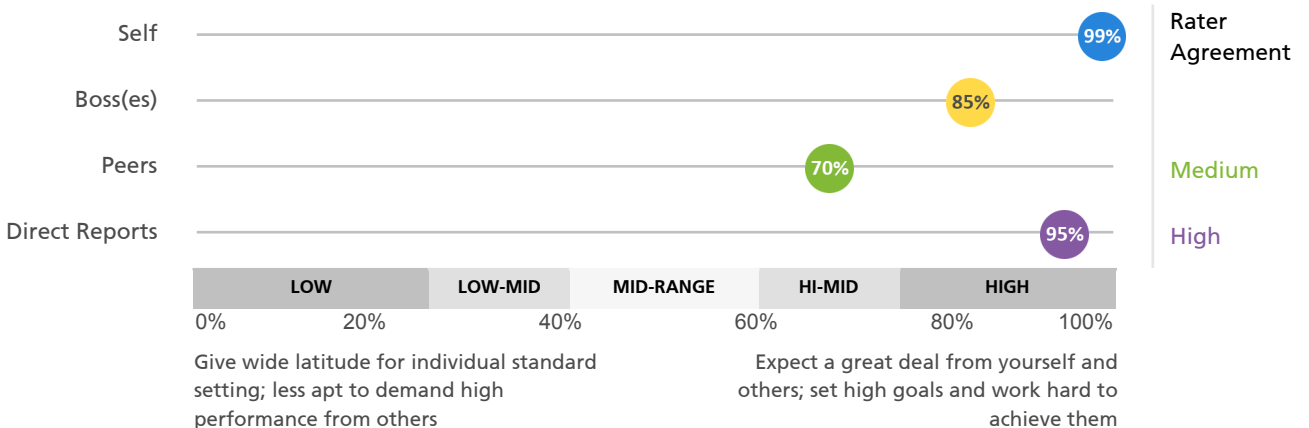 Self
99%
Rater
Agreement
Boss(es)
85%
Peers
70%
Medium
Direct Reports
95%
High
LOW LOW-MID MID-RANGE HI-MID HIGH
0% 20% 40% 60% 80% 100%
Give wide latitude for individual standard
setting; less apt to demand high
performance from others
Expect a great deal from yourself and
others; set high goals and work hard to
achieve them